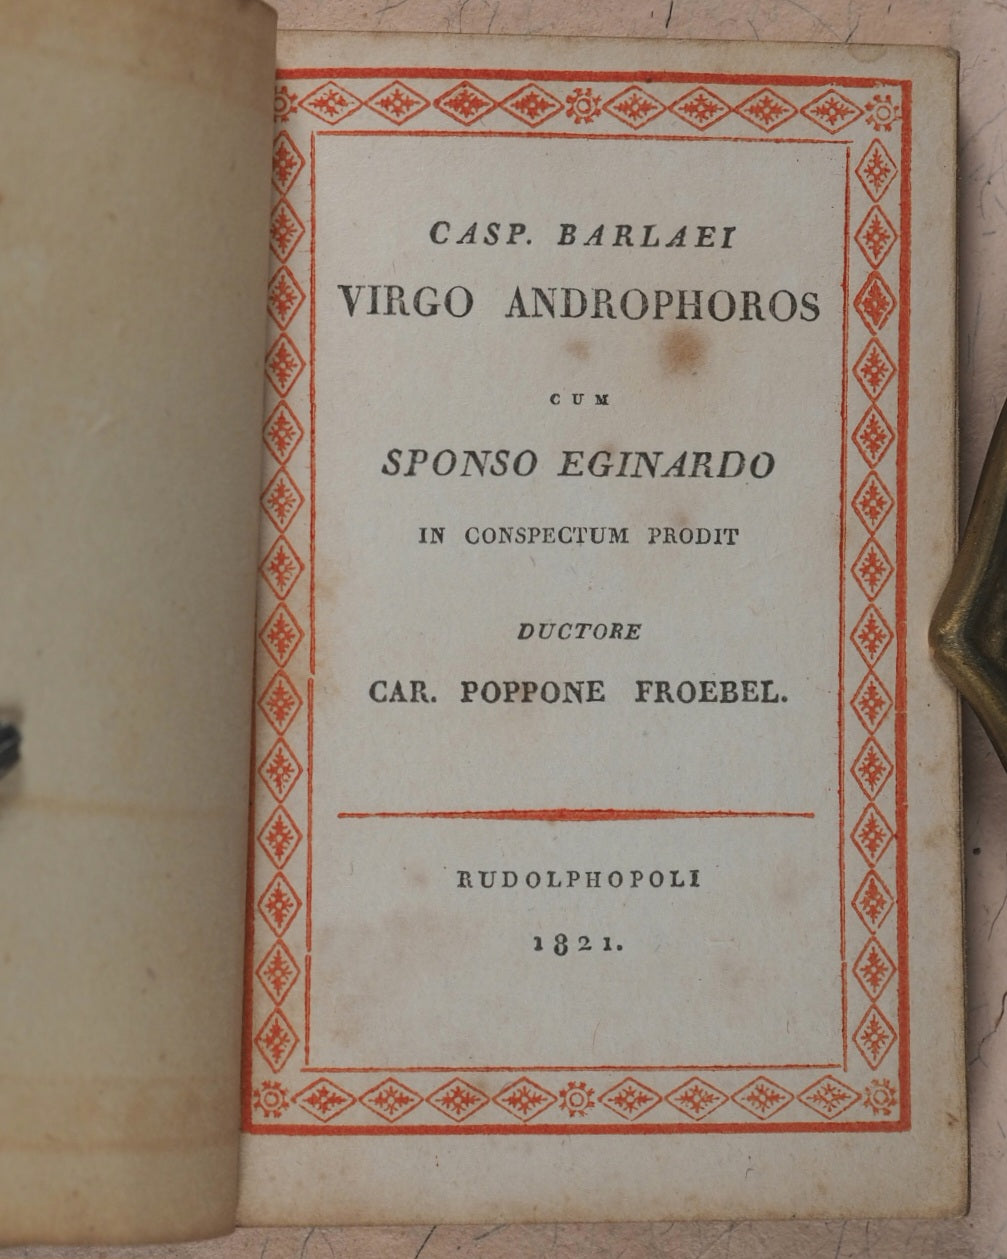 CASP. BARLAEI
VIRGO ANDROPHOROS
CUM
SPONSO EGINARDO
IN CONSPECTUM PRODIT
DUCTORE
CAR. POPPONE FROEBEL.
RUDOLPHOPOLI
1821.